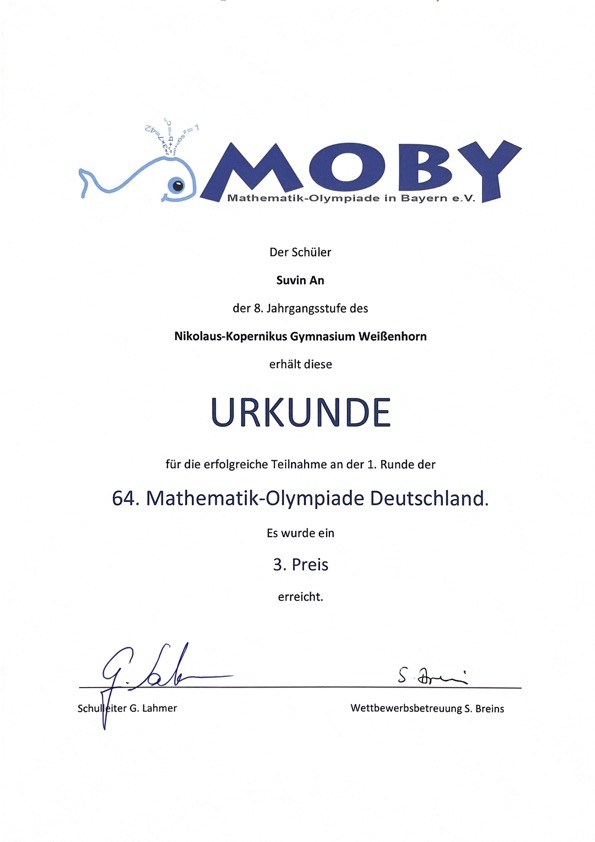 MOBY
Mathematik-Olympiade in Bayern e.V.
Der Schüler
Suvin An
der 8. Jahrgangsstufe des
Nikolaus-Kopernikus Gymnasium Weißenhorn
erhält diese
URKUNDE
für die erfolgreiche Teilnahme an der 1. Runde der
64. Mathematik-Olympiade Deutschland.
Es wurde ein
3. Preis
erreicht.
Schulleiter G. Lahmer
Wettbewerbsbetreuung S. Breins